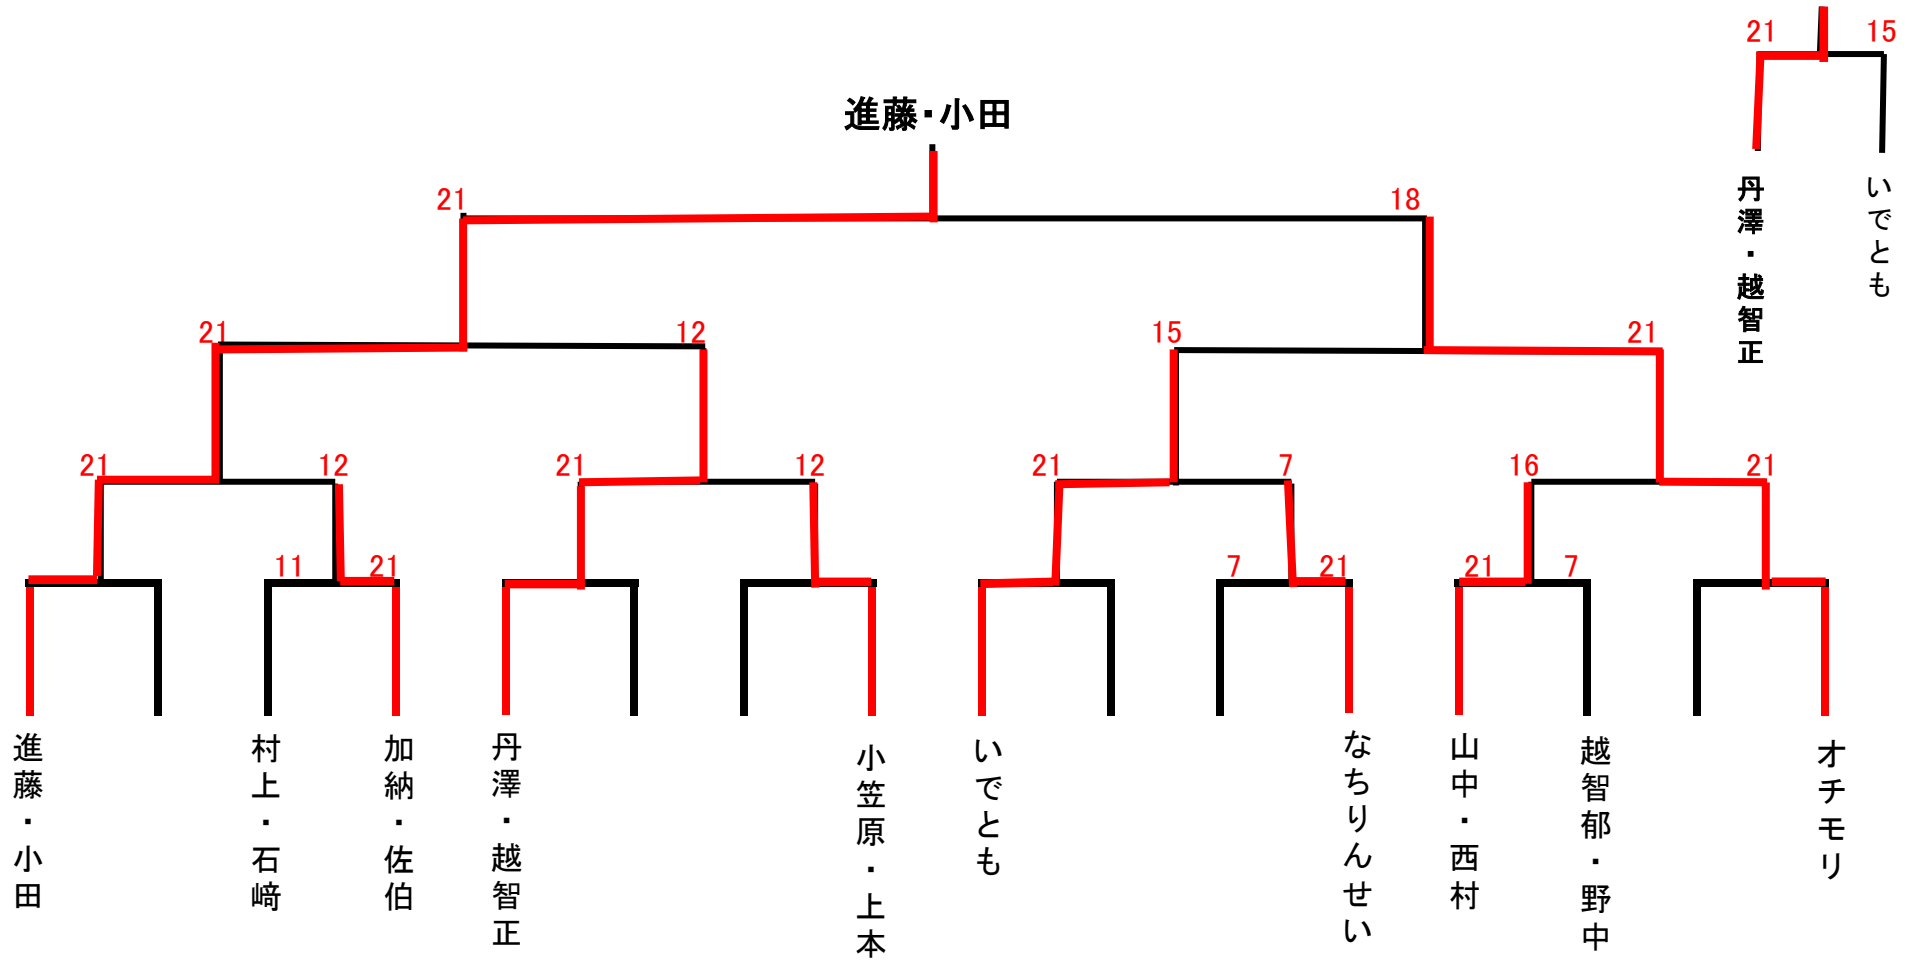 21 15
進藤・小田
丹澤・越智正
いでとも
21 18
21 12 15 21
21 12 21 12 21 7 16 21
11 21 7 21 21 7
進藤・小田
村上・石﨑
加納・佐伯
丹澤・越智正
小笠原・上本
いでとも
なちりんせい
山中・西村
越智郁・野中
オチモリ